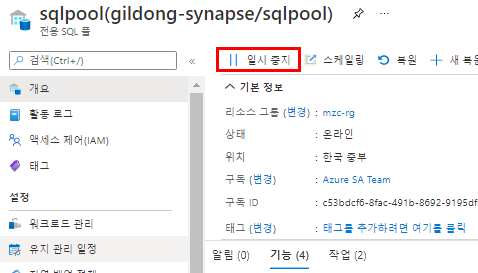 sqlpool(gildong-synapse/sqlpool)
전용 SQL 풀
검색(Ctrl+/)
«
일시 중지
스케일링
복원
+ 새 복원
개요
활동 로그
액세스 제어(IAM)
태그
설정
워크로드 관리
유지 관리 일정
기본 정보
리소스 그룹 (변경) : mzc-rg
상태 : 온라인
위치 : 한국 중부
구독 (변경) : Azure SA Team
구독 ID : c53bdcf6-8fac-491b-8692-9195df
태그 (변경) : 태그를 추가하려면 여기를 클릭
알림 (0) 기능 (4) 작업 (2)